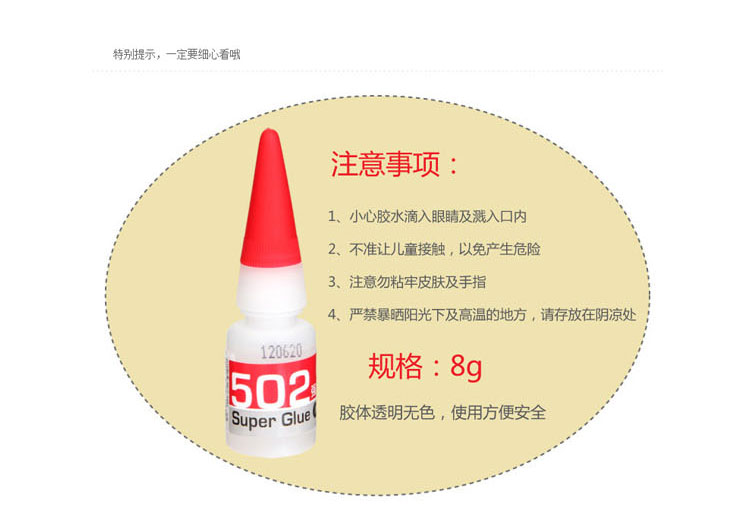 特别提示，一定要细心看哦
注意事项：
1、小心胶水滴入眼睛及溅入口内
2、不准让儿童接触，以免产生危险
3、注意勿粘牢皮肤及手指
4、严禁暴晒阳光下及高温的地方，请存放在阴凉处
规格：8g
胶体透明无色，使用方便安全
120620
502
Super Glue